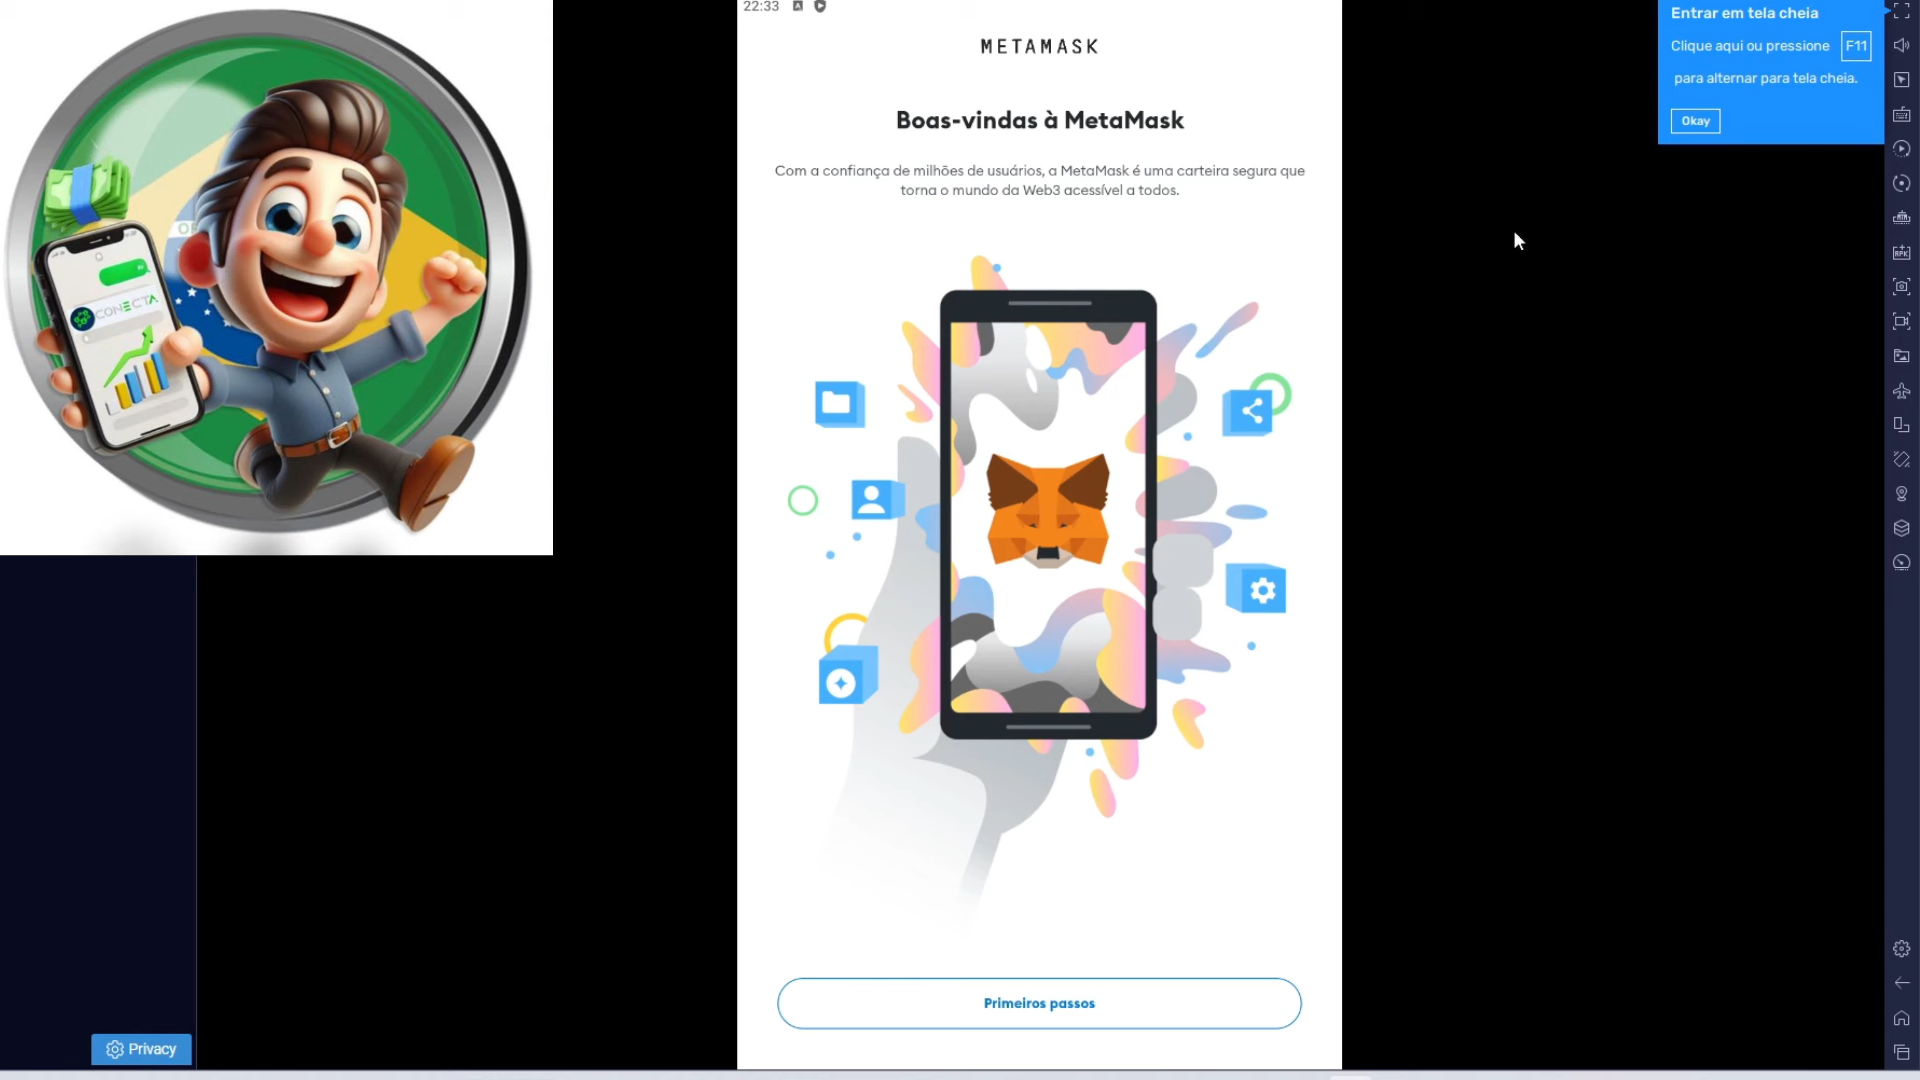 22:33
METAMASK
Boas-vindas à MetaMask
Com a confiança de milhões de usuários, a MetaMask é uma carteira segura que
torna o mundo da Web3 acessível a todos.
Primeiros passos
CONECTA
Privacy
Entrar em tela cheia
Clique aqui ou pressione F11
para alternar para tela cheia.
Okay